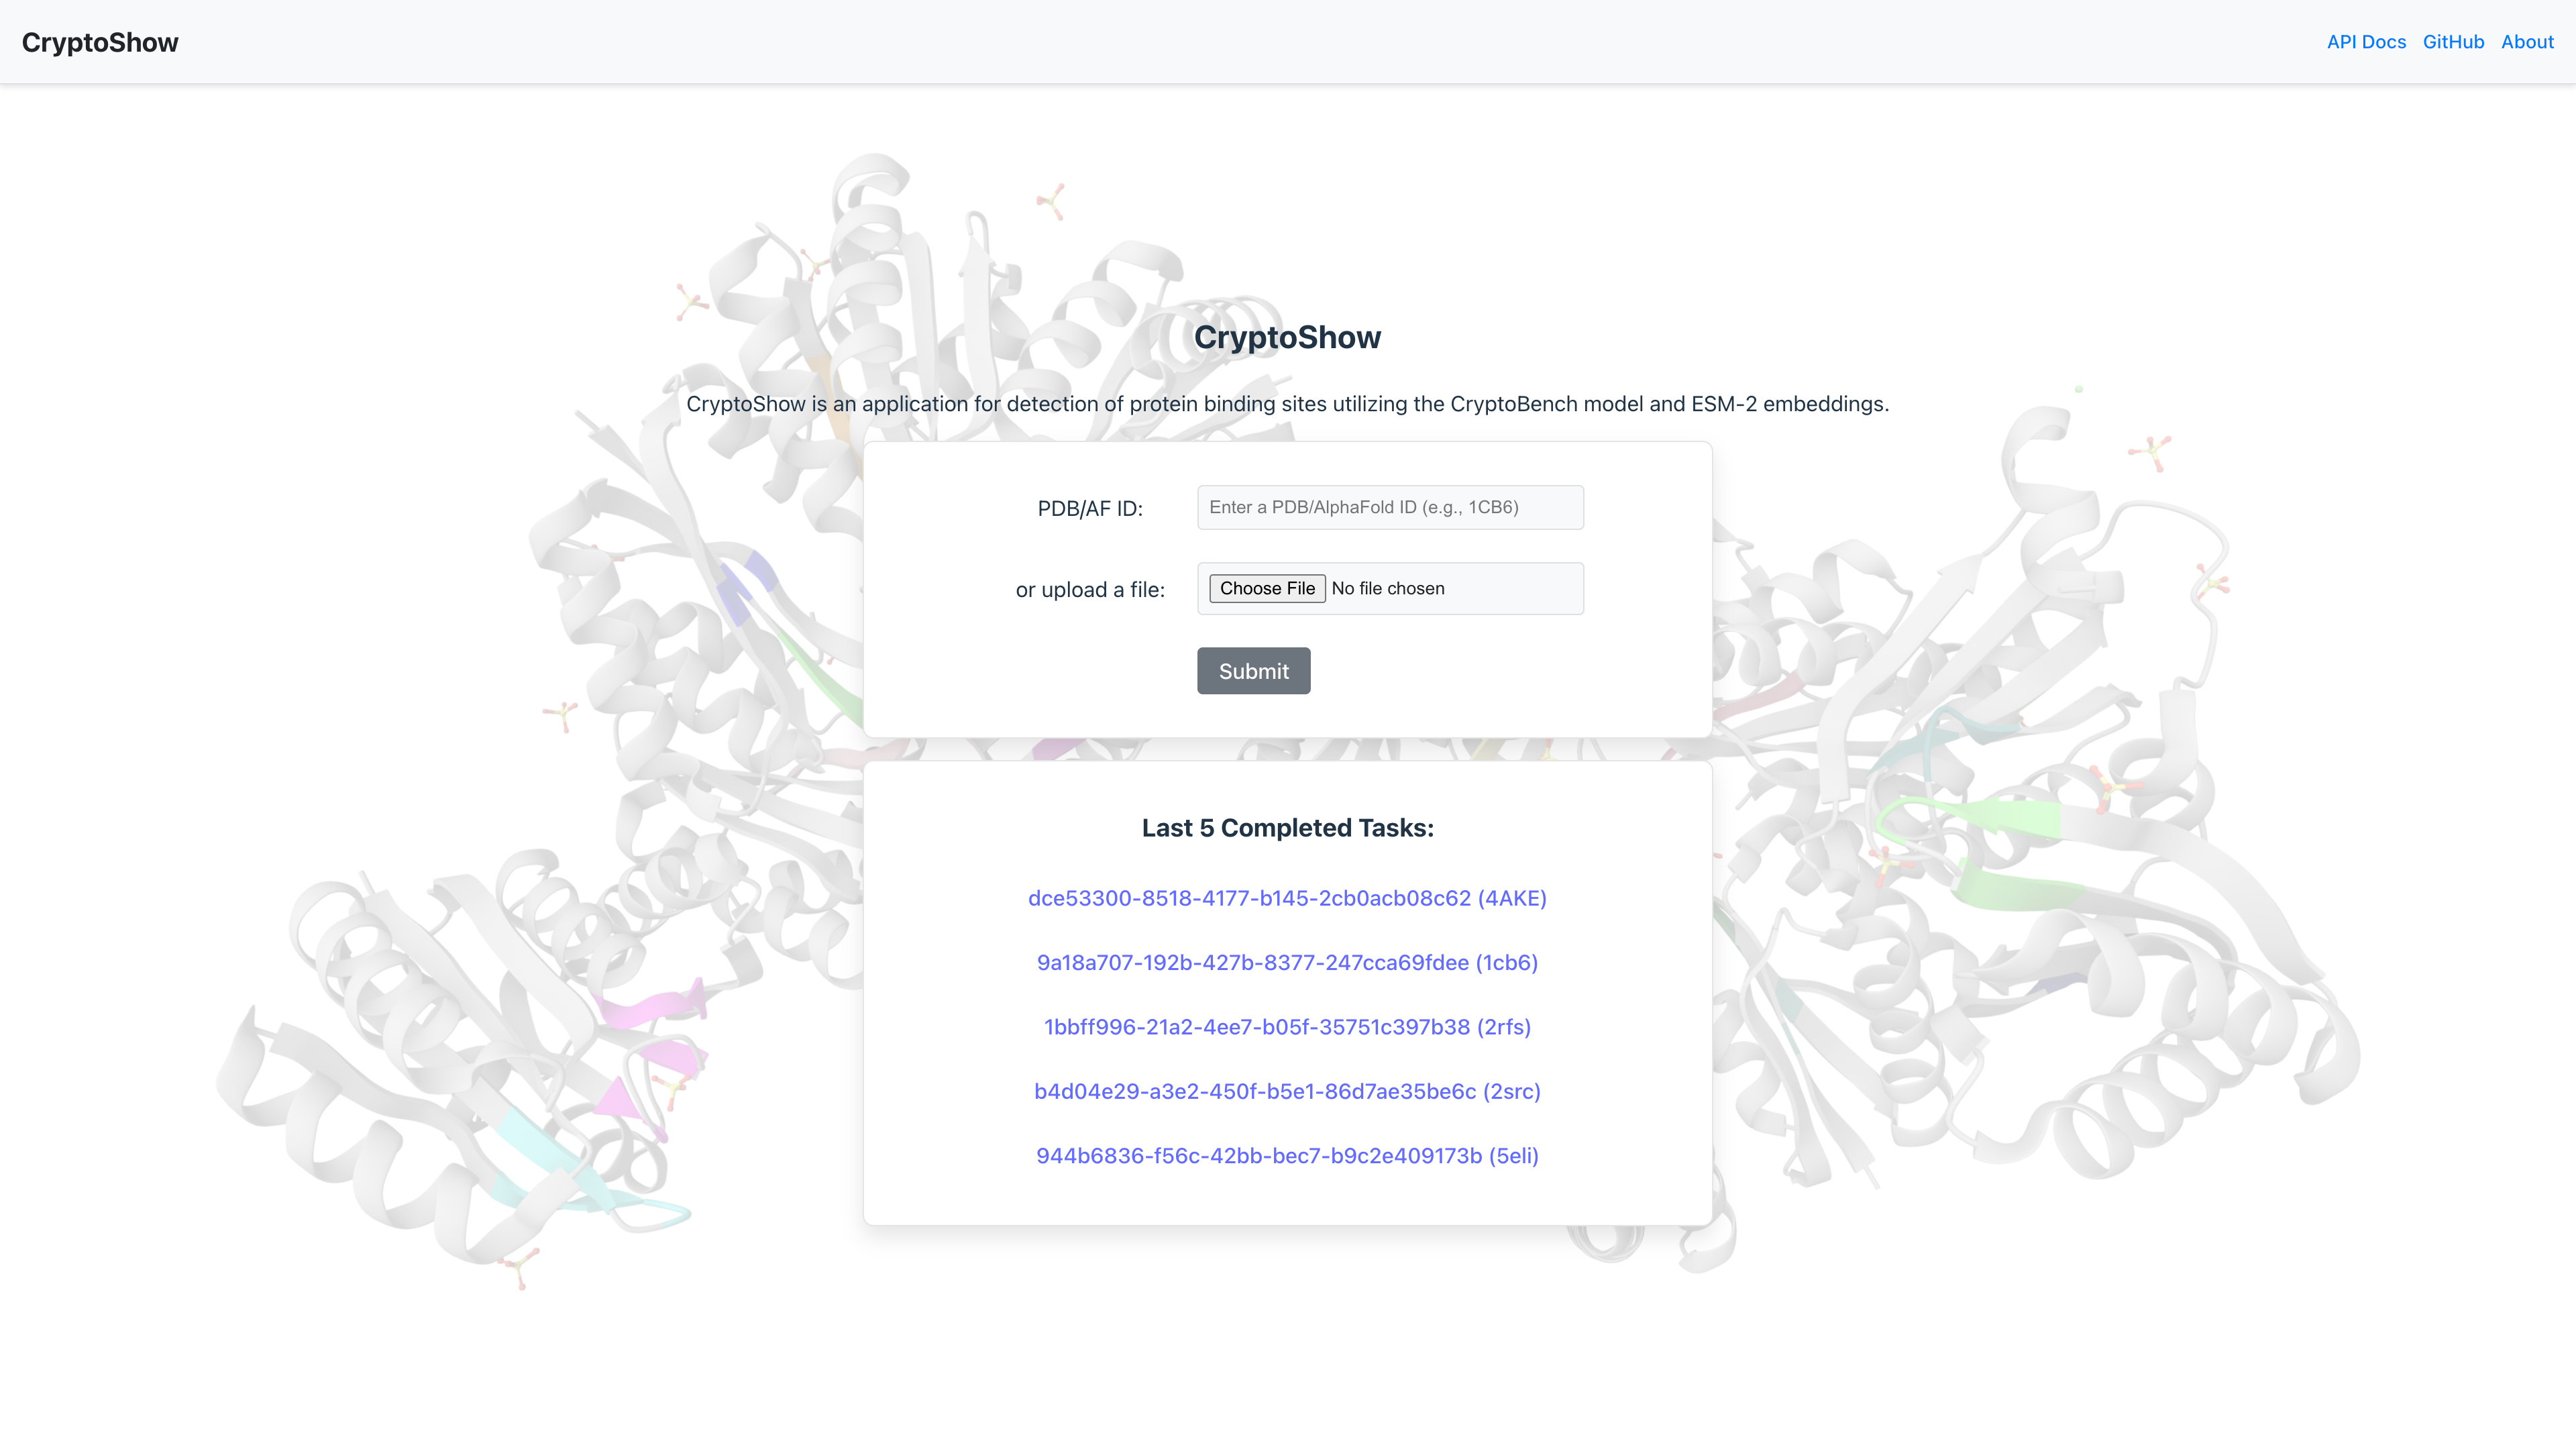 CryptoShow
API Docs GitHub About
CryptoShow
CryptoShow is an application for detection of protein binding sites utilizing the CryptoBench model and ESM-2 embeddings.
PDB/AF ID: Enter a PDB/AlphaFold ID (e.g., 1CB6)
or upload a file: Choose File No file chosen
Submit
Last 5 Completed Tasks:
dce53300-8518-4177-b145-2cb0acb08c62 (4AKE)
9a18a707-192b-427b-8377-247cca69fdee (1cb6)
1bbff996-21a2-4ee7-b05f-35751c397b38 (2rfs)
b4d04e29-a3e2-450f-b5e1-86d7ae35be6c (2src)
944b6836-f56c-42bb-bec7-b9c2e409173b (5eli)